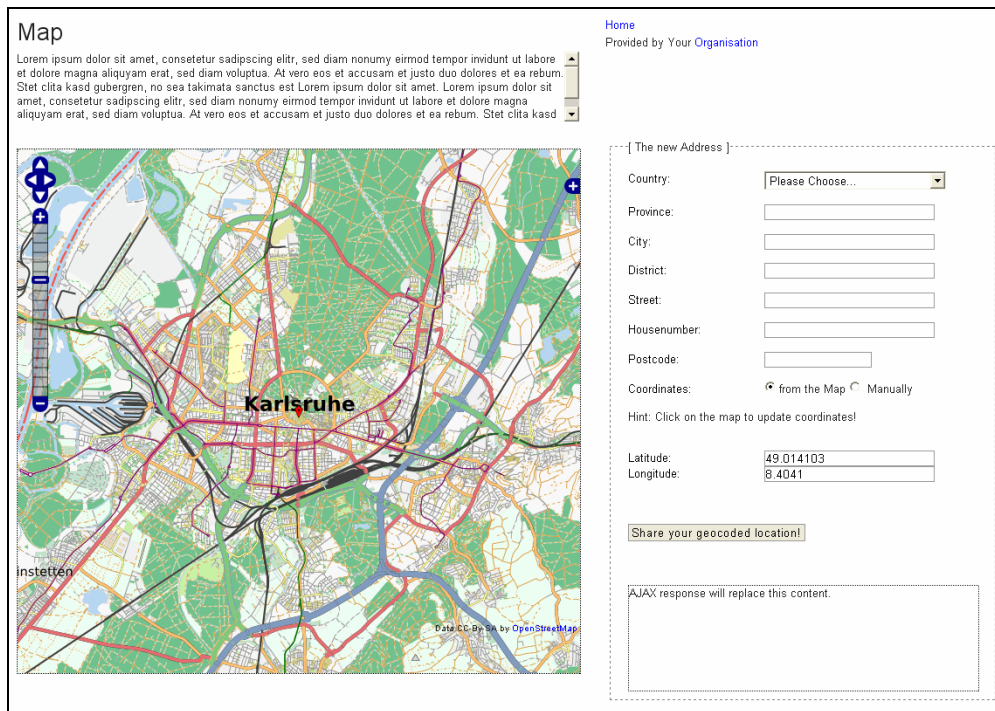 Map
Lorem ipsum dolor sit amet, consetetur sadipscing elitr, sed diam nonumy eirmod tempor invidunt ut labore
et dolore magna aliquyam erat, sed diam voluptua. At vero eos et accusam et justo duo dolores et ea rebum.
Stet clita kasd gubergren, no sea takimata sanctus est Lorem ipsum dolor sit amet. Lorem ipsum dolor sit
amet, consetetur sadipscing elitr, sed diam nonumy eirmod tempor invidunt ut labore et dolore magna
aliquyam erat, sed diam voluptua. At vero eos et accusam et justo duo dolores et ea rebum. Stet clita kasd
Home
Provided by Your Organisation
Karlsruhe
instetten
Data CC-By-SA by OpenStreetMap
[ The new Address ]
Country: Please Choose...
Province:
City:
District:
Street:
Housenumber:
Postcode:
Coordinates: from the Map Manually
Hint: Click on the map to update coordinates!
Latitude: 49.014103
Longitude: 8.4041
Share your geocoded location!
AJAX response will replace this content.